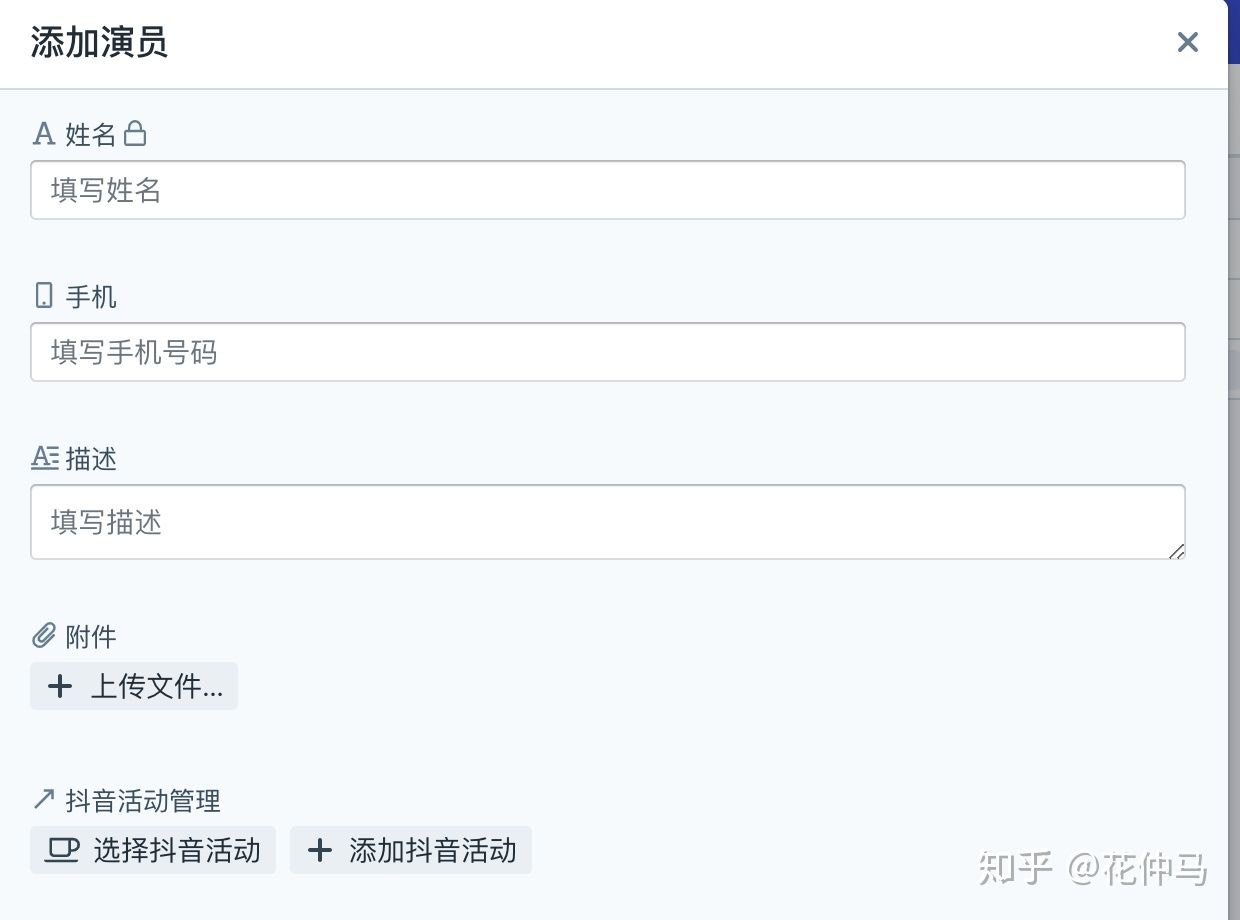 添加演员
姓名
填写姓名
手机
填写手机号码
描述
填写描述
附件
上传文件...
抖音活动管理
选择抖音活动 添加抖音活动
知乎 @花仲马